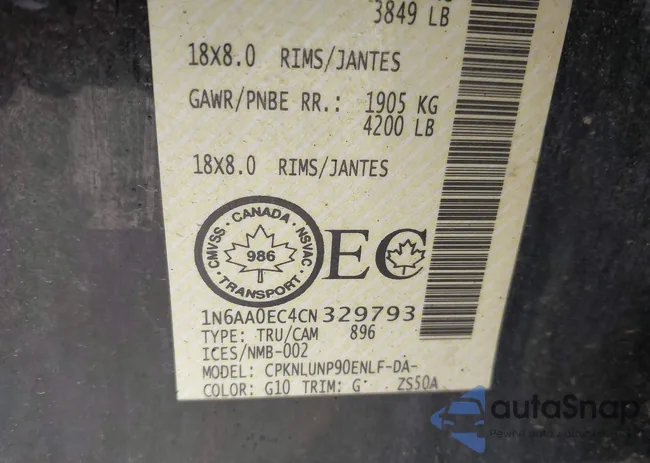 3849 LB
18X8.0 RIMS/JANTES
GAWR/PNBE RR.: 1905 KG
4200 LB
18X8.0 RIMS/JANTES
CANADA · NSVAC · TRANSPORT · CMVSS ·
986
EC
1N6AA0EC4CN329793
TYPE: TRU/CAM 896
ICES/NMB-002
MODEL: CPKNLUNP90ENLF-DA-
COLOR: G10 TRIM: G ZS50A
autaSnap